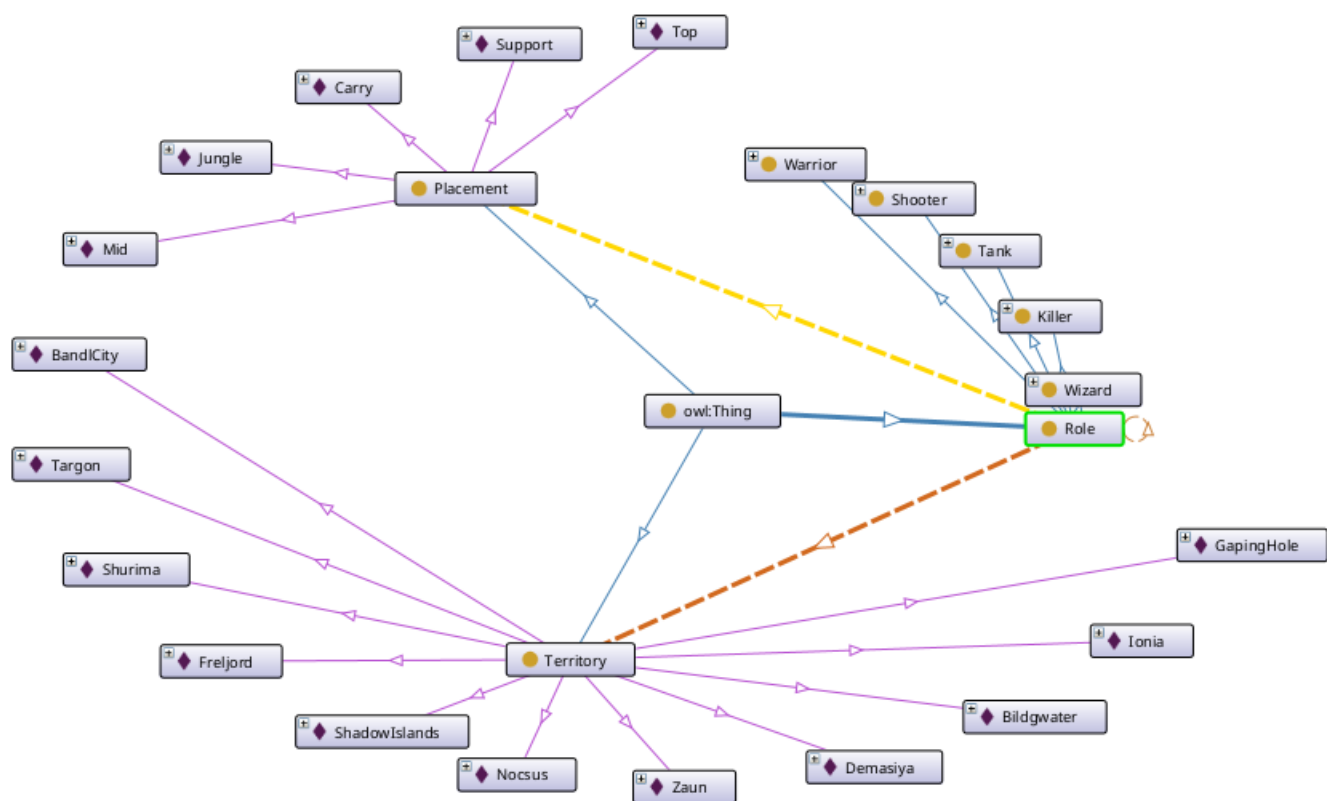 Top
Support
Carry
Jungle
Warrior
Placement
Shooter
Mid
Tank
Killer
BandlCity
Wizard
owl:Thing
Role
Targon
GapingHole
Shurima
Ionia
Freljord
Territory
Bildgwater
ShadowIslands
Demasiya
Nocsus
Zaun